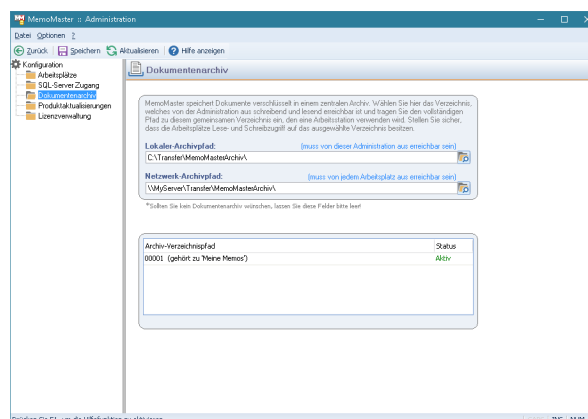 MemoMaster :: Administration
Datei Optionen ?
Zurück Speichern Aktualisieren Hilfe anzeigen
Konfiguration
Arbeitsplätze
SQL-Server Zugang
Dokumentenarchiv
Produktaktualisierungen
Lizenzverwaltung
Dokumentenarchiv
MemoMaster speichert Dokumente verschlüsselt in einem zentralen Archiv. Wählen Sie hier das Verzeichnis,
welches von der Administration aus schreibend und lesend erreichbar ist und tragen Sie den vollständigen
Pfad zu diesem gemeinsamen Verzeichnis ein, den eine Arbeitsstation verwenden wird. Stellen Sie sicher,
dass die Arbeitsplätze Lese- und Schreibzugriff auf das ausgewählte Verzeichnis besitzen.
Lokaler-Archivpfad: (muss von dieser Administration aus erreichbar sein)
C:\Transfer\MemoMasterArchiv\
Netzwerk-Archivpfad: (muss von jedem Arbeitsplatz aus erreichbar sein)
\\MyServer\Transfer\MemoMasterArchiv\
*Sollten Sie kein Dokumentenarchiv wünschen, lassen Sie diese Felder bitte leer!
Archiv-Verzeichnispfad Status
00001 (gehört zu 'Meine Memos') Aktiv